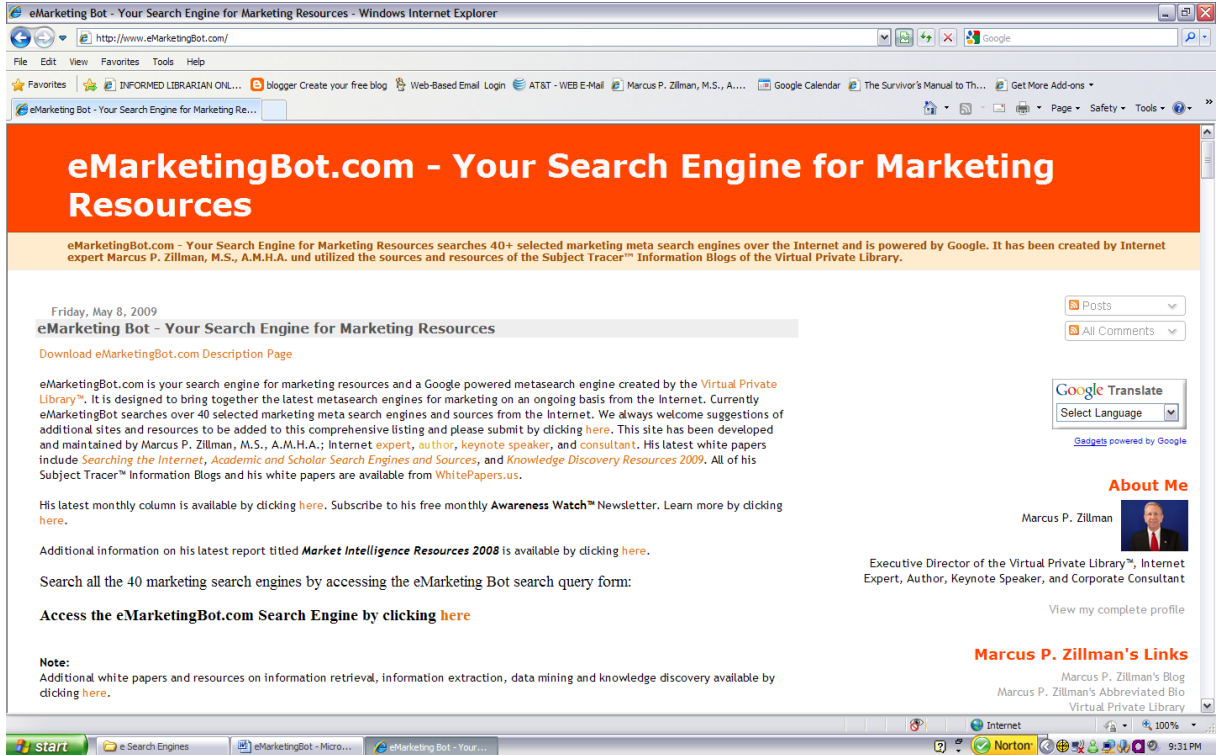 eMarketing Bot - Your Search Engine for Marketing Resources - Windows Internet Explorer
http://www.eMarketingBot.com/
Google
File Edit View Favorites Tools Help
Favorites INFORMED LIBRARIAN ONL... blogger Create your free blog Web-Based Email Login AT&T - WEB E-Mail Marcus P. Zillman, M.S., A.... Google Calendar The Survivor's Manual to Th... Get More Add-ons
eMarketing Bot - Your Search Engine for Marketing Re...
Page Safety Tools
eMarketingBot.com - Your Search Engine for Marketing
Resources
eMarketingBot.com - Your Search Engine for Marketing Resources searches 40+ selected marketing meta search engines over the Internet and is powered by Google. It has been created by Internet
expert Marcus P. Zillman, M.S., A.M.H.A. und utilized the sources and resources of the Subject Tracer™ Information Blogs of the Virtual Private Library.
Friday, May 8, 2009
eMarketing Bot - Your Search Engine for Marketing Resources
Download eMarketingBot.com Description Page
eMarketingBot.com is your search engine for marketing resources and a Google powered metasearch engine created by the Virtual Private
Library™. It is designed to bring together the latest metasearch engines for marketing on an ongoing basis from the Internet. Currently
eMarketingBot searches over 40 selected marketing meta search engines and sources from the Internet. We always welcome suggestions of
additional sites and resources to be added to this comprehensive listing and please submit by clicking here. This site has been developed
and maintained by Marcus P. Zillman, M.S., A.M.H.A.; Internet expert, author, keynote speaker, and consultant. His latest white papers
include Searching the Internet, Academic and Scholar Search Engines and Sources, and Knowledge Discovery Resources 2009. All of his
Subject Tracer™ Information Blogs and his white papers are available from WhitePapers.us.
His latest monthly column is available by clicking here. Subscribe to his free monthly Awareness Watch™ Newsletter. Learn more by clicking
here.
Additional information on his latest report titled Market Intelligence Resources 2008 is available by clicking here.
Search all the 40 marketing search engines by accessing the eMarketing Bot search query form:
Access the eMarketingBot.com Search Engine by clicking here
Note:
Additional white papers and resources on information retrieval, information extraction, data mining and knowledge discovery available by
clicking here.
Posts
All Comments
Google Translate
Select Language
Gadgets powered by Google
About Me
Marcus P. Zillman
Executive Director of the Virtual Private Library™, Internet
Expert, Author, Keynote Speaker, and Corporate Consultant
View my complete profile
Marcus P. Zillman's Links
Marcus P. Zillman's Blog
Marcus P. Zillman's Abbreviated Bio
Virtual Private Library
Internet 100%
start e Search Engines eMarketingBot - Micro... eMarketing Bot - Your... Norton 9:31 PM